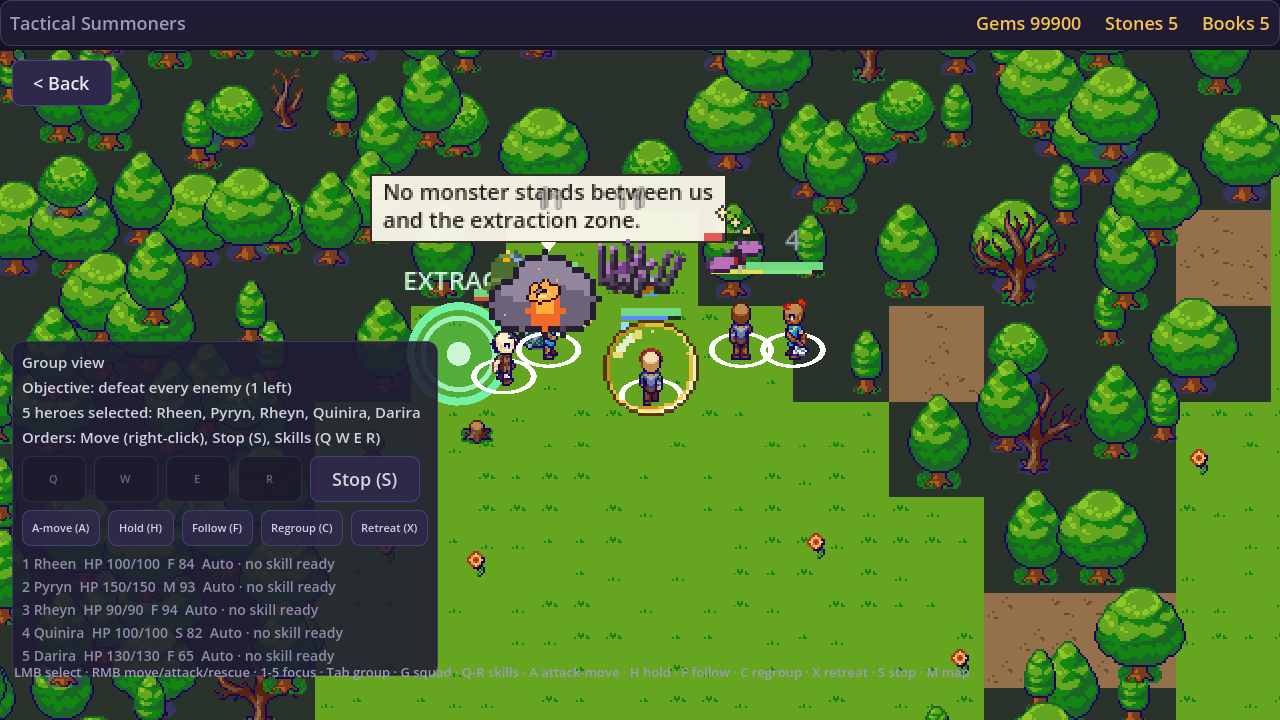 Tactical Summoners
Gems 99900 Stones 5 Books 5
< Back
No monster stands between us
and the extraction zone.
4
EXTRAC
Group view
Objective: defeat every enemy (1 left)
5 heroes selected: Rheen, Pyryn, Rheyn, Quinira, Darira
Orders: Move (right-click), Stop (S), Skills (Q W E R)
Q W E R Stop (S)
A-move (A) Hold (H) Follow (F) Regroup (C) Retreat (X)
1 Rheen HP 100/100 F 84 Auto · no skill ready
2 Pyryn HP 150/150 M 93 Auto · no skill ready
3 Rheyn HP 90/90 F 94 Auto · no skill ready
4 Quinira HP 100/100 S 82 Auto · no skill ready
5 Darira HP 130/130 F 65 Auto · no skill ready
LMB select · RMB move/attack/rescue · 1-5 focus · Tab group · G squad · Q-R skills · A attack-move · H hold · F follow · C regroup · X retreat · S stop · M map